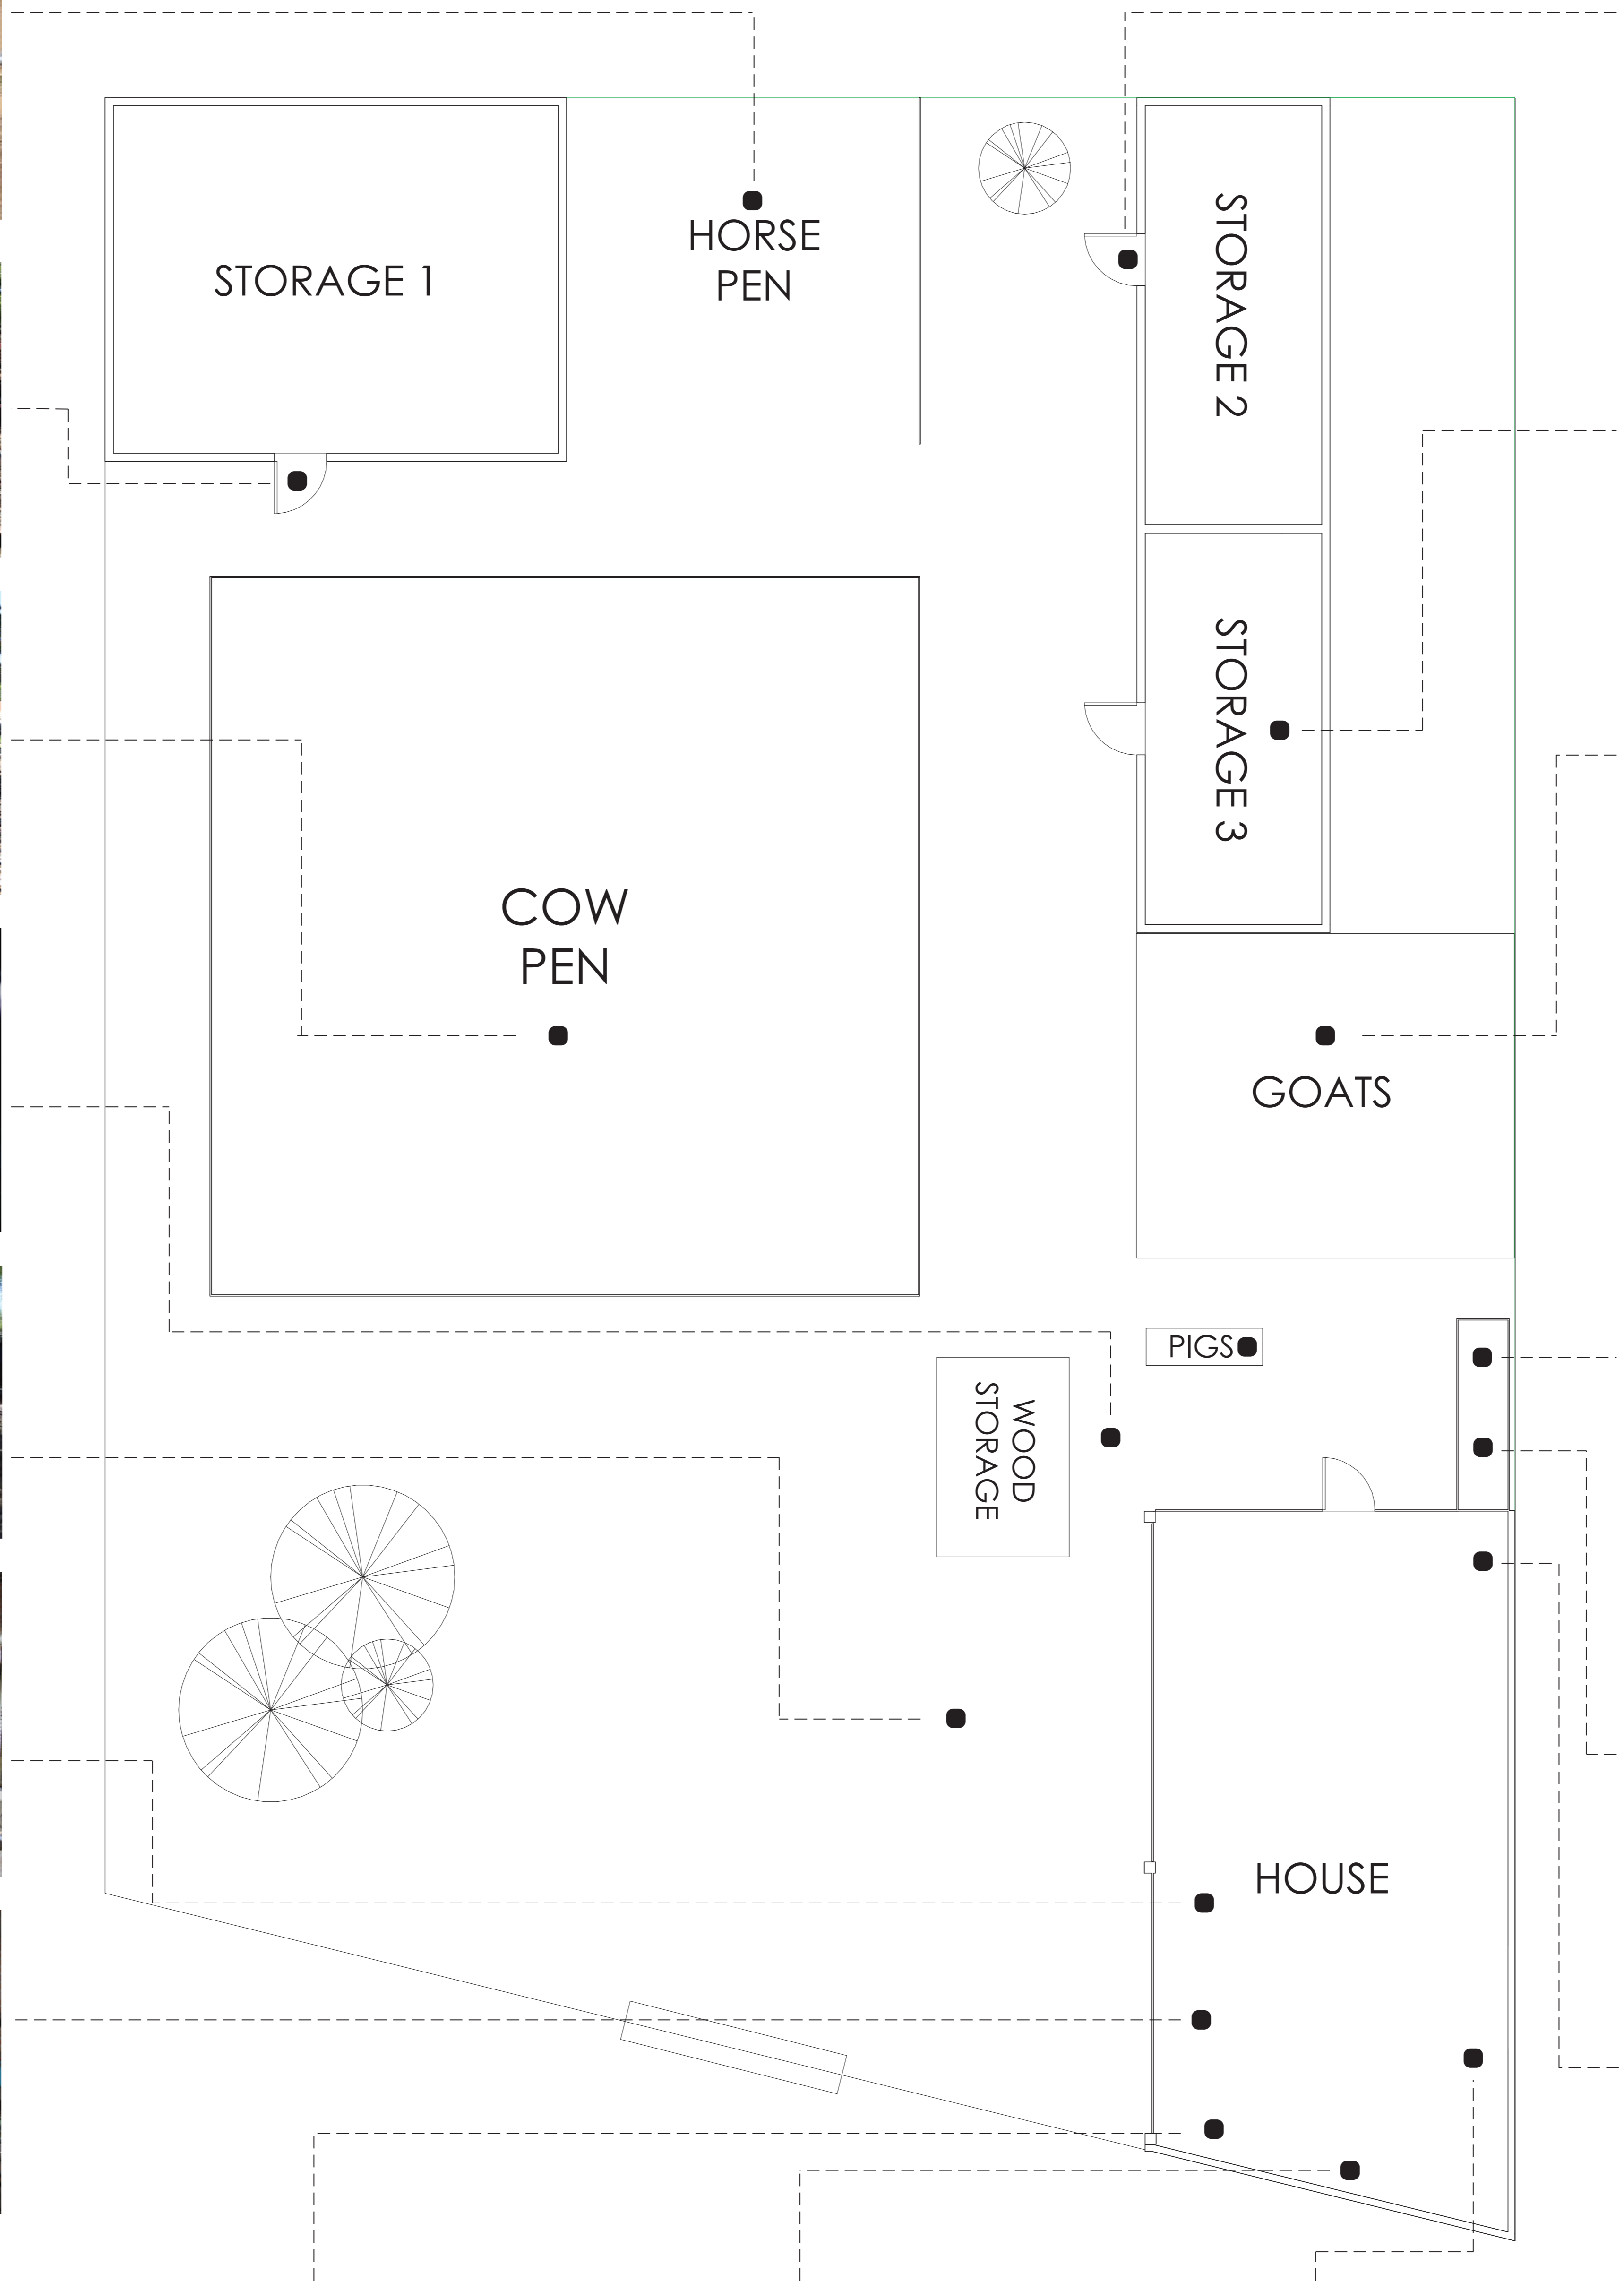 STORAGE 1
HORSE
PEN
STORAGE 2
STORAGE 3
COW
PEN
GOATS
PIGS
WOOD
STORAGE
HOUSE